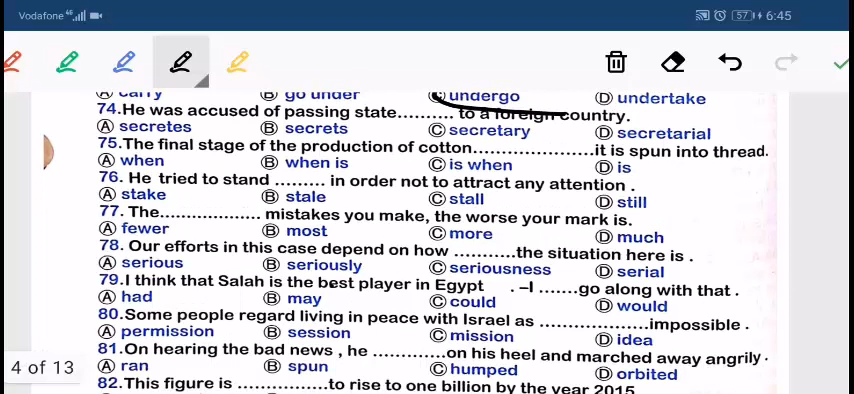 Vodafone 4G 57 6:45
Ⓐ carry Ⓑ go under Ⓒ undergo Ⓓ undertake
74.He was accused of passing state.......... to a foreign country.
Ⓐ secretes Ⓑ secrets Ⓒ secretary Ⓓ secretarial
75.The final stage of the production of cotton......................it is spun into thread.
Ⓐ when Ⓑ when is Ⓒ is when Ⓓ is
76. He tried to stand ......... in order not to attract any attention .
Ⓐ stake Ⓑ stale Ⓒ stall Ⓓ still
77. The................... mistakes you make, the worse your mark is.
Ⓐ fewer Ⓑ most Ⓒ more Ⓓ much
78. Our efforts in this case depend on how ...........the situation here is .
Ⓐ serious Ⓑ seriously Ⓒ seriousness Ⓓ serial
79.I think that Salah is the best player in Egypt . –I .......go along with that .
Ⓐ had Ⓑ may Ⓒ could Ⓓ would
80.Some people regard living in peace with Israel as ....................impossible .
Ⓐ permission Ⓑ session Ⓒ mission Ⓓ idea
81.On hearing the bad news , he .............on his heel and marched away angrily.
Ⓐ ran Ⓑ spun Ⓒ humped Ⓓ orbited
4 of 13
82.This figure is ................to rise to one billion by the year 2015